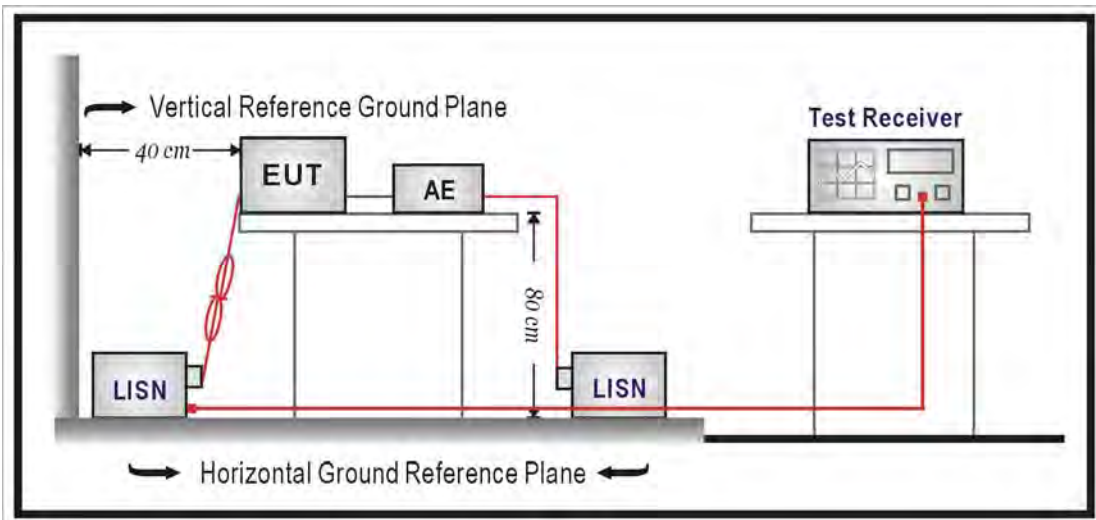 Vertical Reference Ground Plane
Test Receiver
40 cm
EUT
AE
80 cm
LISN
LISN
Horizontal Ground Reference Plane